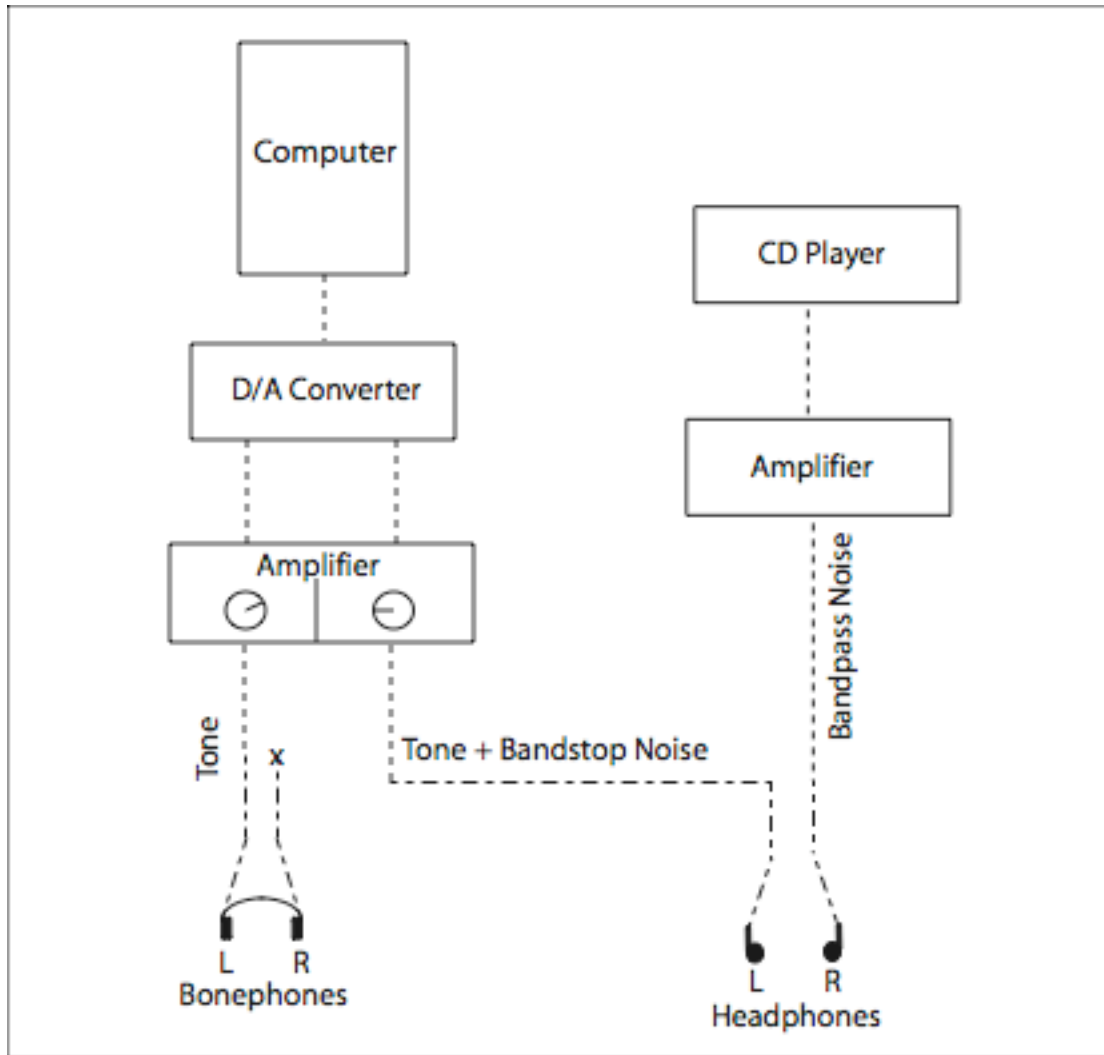 Computer
CD Player
D/A Converter
Amplifier
Amplifier
Bandpass Noise
Tone
x
Tone + Bandstop Noise
L R
Bonephones
L R
Headphones